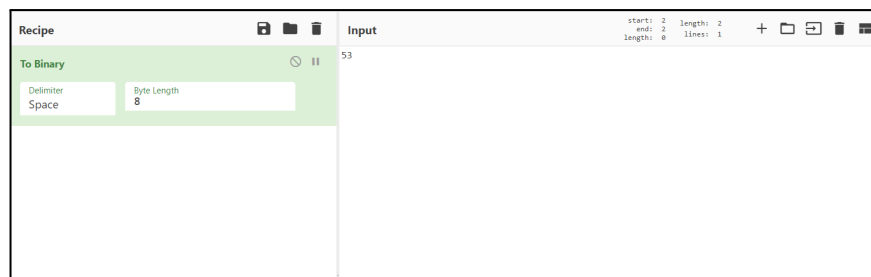 Recipe
To Binary
Delimiter
Space
Byte Length
8
Input
start: 2
end: 2
length: 0
length: 2
lines: 1
53